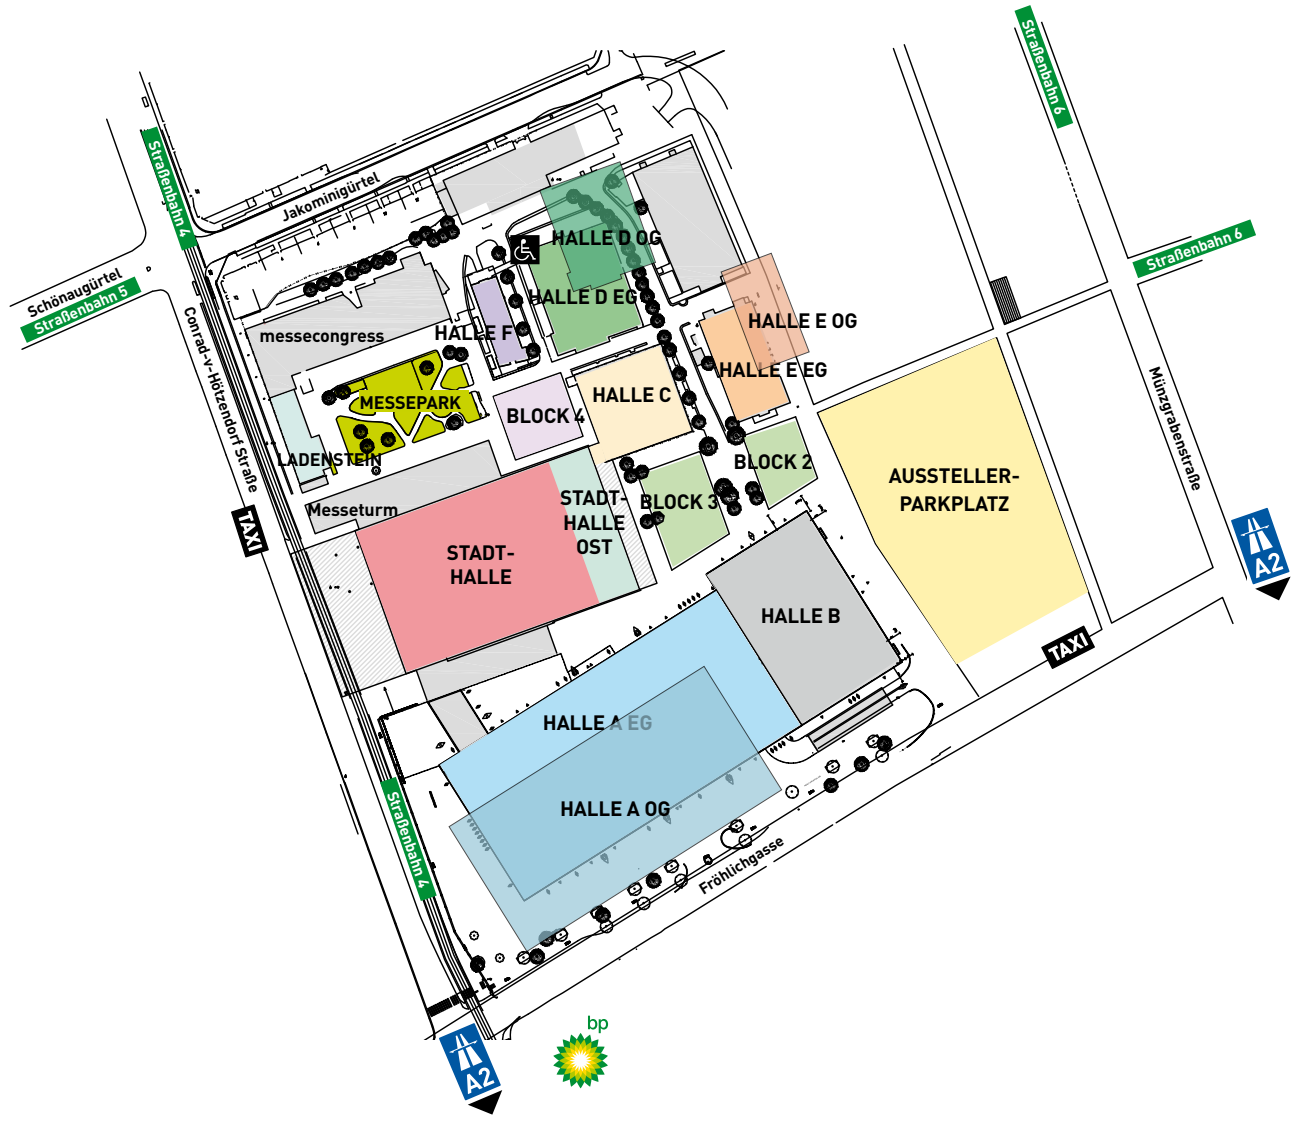 Straßenbahn 6
Straßenbahn 4
Jakominigürtel
Straßenbahn 6
Schönaugürtel
Straßenbahn 5
HALLE D OG
HALLE D EG
HALLE E OG
HALLE F
messecongress
HALLE E EG
Conrad-v-Hötzendorf Straße
Münzgrabenstraße
MESSEPARK
HALLE C
BLOCK 4
LADENSTEIN
BLOCK 2
AUSSTELLER-
PARKPLATZ
Messeturm
STADT-
HALLE
OST
BLOCK 3
TAXI
STADT-
HALLE
A2
HALLE B
TAXI
HALLE A EG
HALLE A OG
Straßenbahn 4
Fröhlichgasse
bp
A2